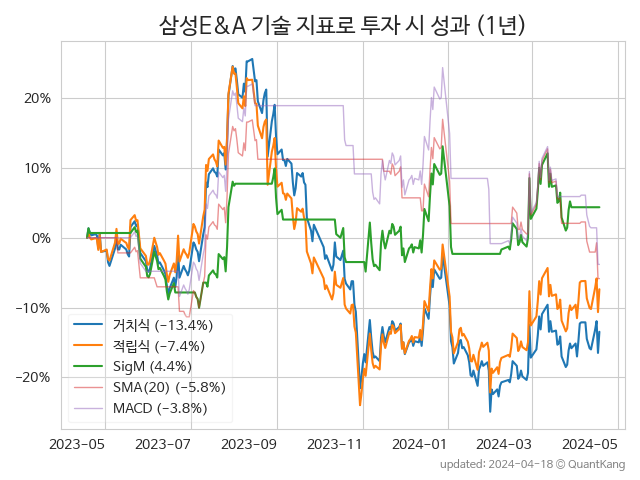 삼성E&A 기술 지표로 투자 시 성과 (1년)
20%
10%
0%
−10%
−20%
거치식 (−13.4%)
적립식 (−7.4%)
SigM (4.4%)
SMA(20) (−5.8%)
MACD (−3.8%)
2023-05 2023-07 2023-09 2023-11 2024-01 2024-03 2024-05
updated: 2024-04-18 © QuantKang